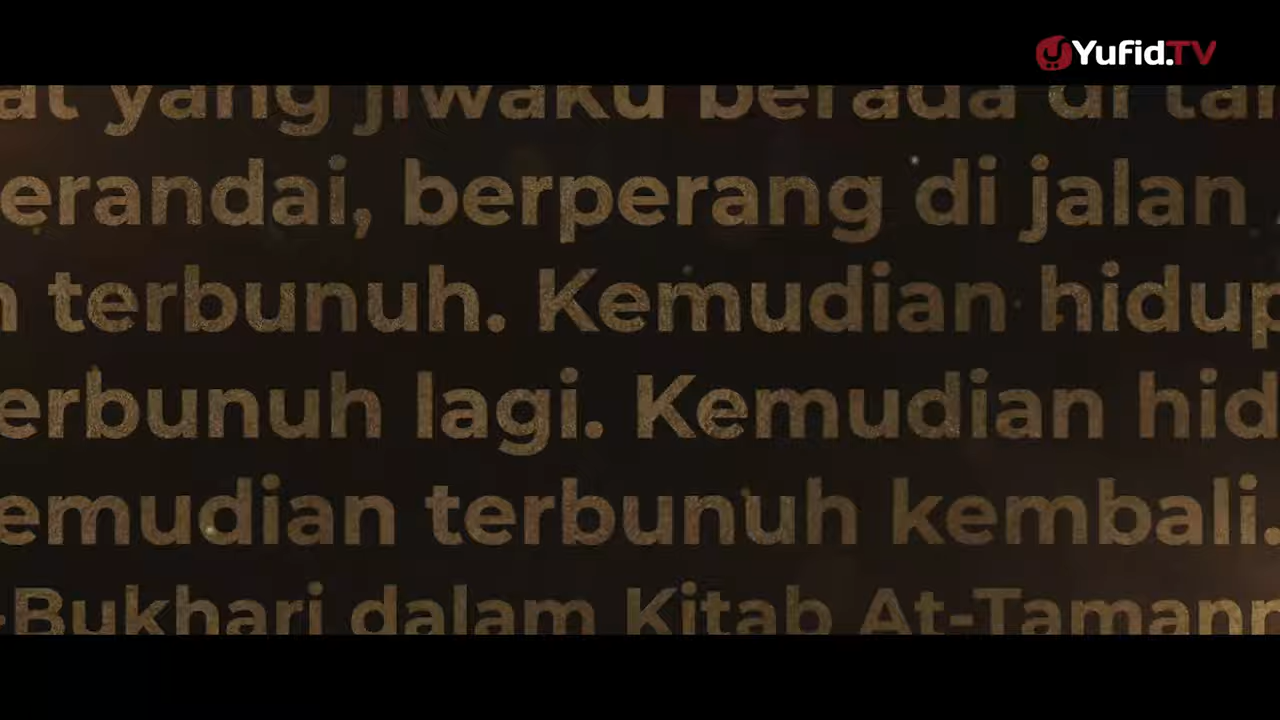 Yufid.TV
at yang jiwaku berada di tan
erandai, berperang di jalan
n terbunuh. Kemudian hidup
erbunuh lagi. Kemudian hid
emudian terbunuh kembali.
-Bukhari dalam Kitab At-Tamann